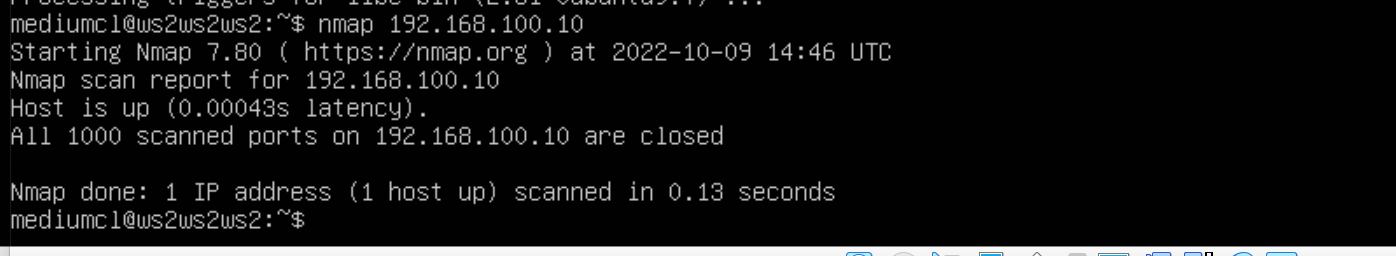 mediumcl@ws2ws2ws2:~$ nmap 192.168.100.10
Starting Nmap 7.80 ( https://nmap.org ) at 2022-10-09 14:46 UTC
Nmap scan report for 192.168.100.10
Host is up (0.00043s latency).
All 1000 scanned ports on 192.168.100.10 are closed
Nmap done: 1 IP address (1 host up) scanned in 0.13 seconds
mediumcl@ws2ws2ws2:~$